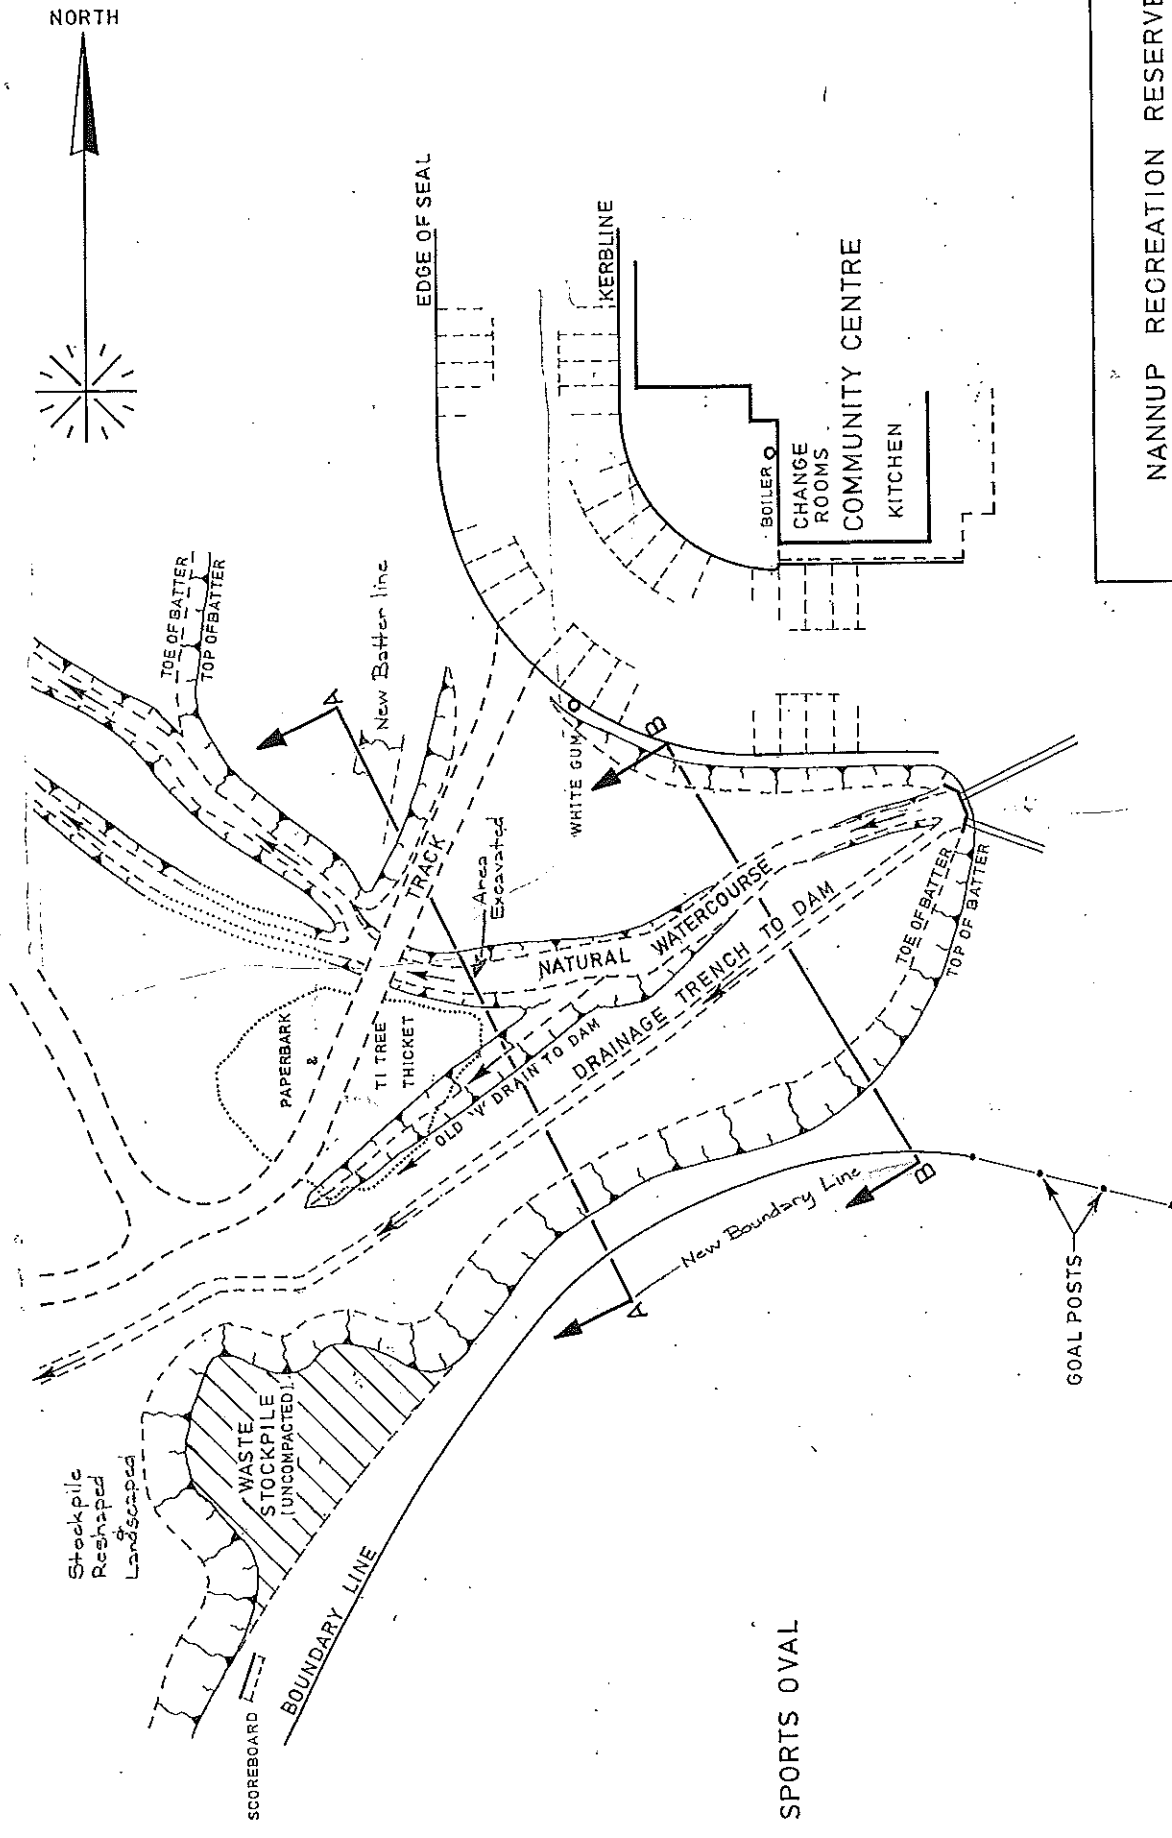 NORTH
EDGE OF SEAL
KERBLINE
BOILER
CHANGE
ROOMS
COMMUNITY CENTRE
KITCHEN
NANNUP RECREATION RESERVE
TOE OF BATTER
TOP OF BATTER
A
New Batter line
TRACK
Area
Excavated
WHITE GUM
B
NATURAL WATERCOURSE
DRAINAGE TRENCH TO DAM
OLD 'V' DRAIN TO DAM
PAPERBARK
&
TI TREE
THICKET
TOE OF BATTER
TOP OF BATTER
B
A
New Boundary Line
GOAL POSTS
Stockpile
Reshaped
&
Landscaped
WASTE
STOCKPILE
(UNCOMPACTED)
SCOREBOARD
BOUNDARY LINE
SPORTS OVAL